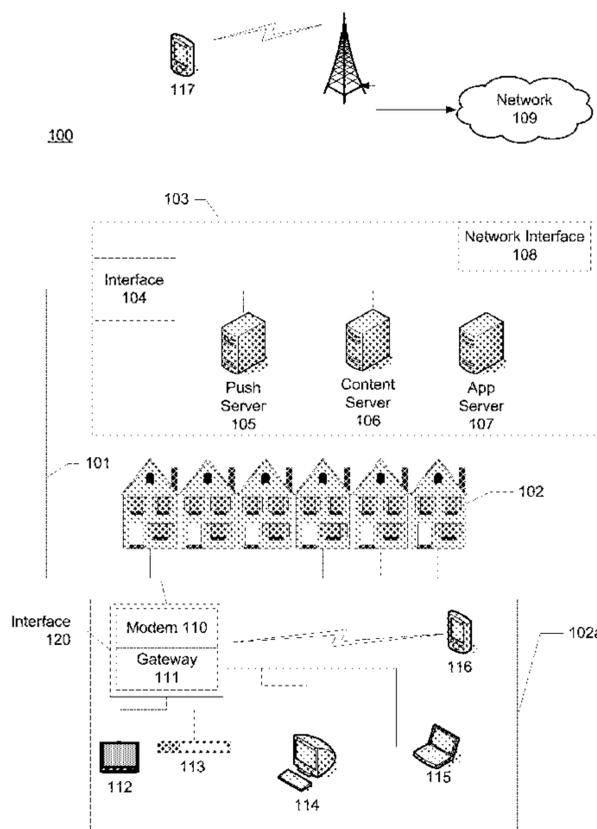 117
Network
109
100
103
Network Interface
108
Interface
104
Push
Server
105
Content
Server
106
App
Server
107
101
102
Interface
120
Modem 110
Gateway
111
116
102a
112
113
114
115